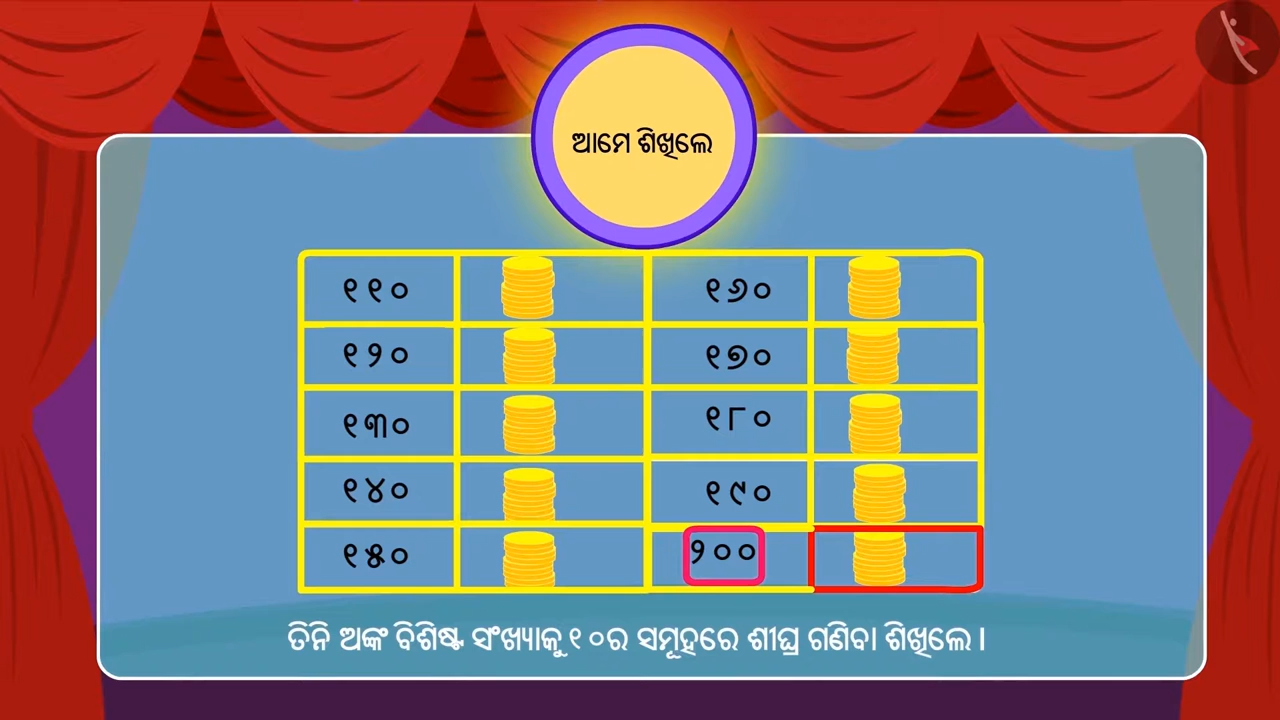 ଆମେ ଶିଖିଲେ
୧୧୦ ୧୬୦
୧୨୦ ୧୭୦
୧୩୦ ୧୮୦
୧୪୦ ୧୯୦
୧୫୦ ୨୦୦
ତିନି ଅଙ୍କ ବିଶିଷ୍ଟ ସଂଖ୍ୟାକୁ ୧୦ର ସମୂହରେ ଶୀଘ୍ର ଗଣିବା ଶିଖିଲେ।